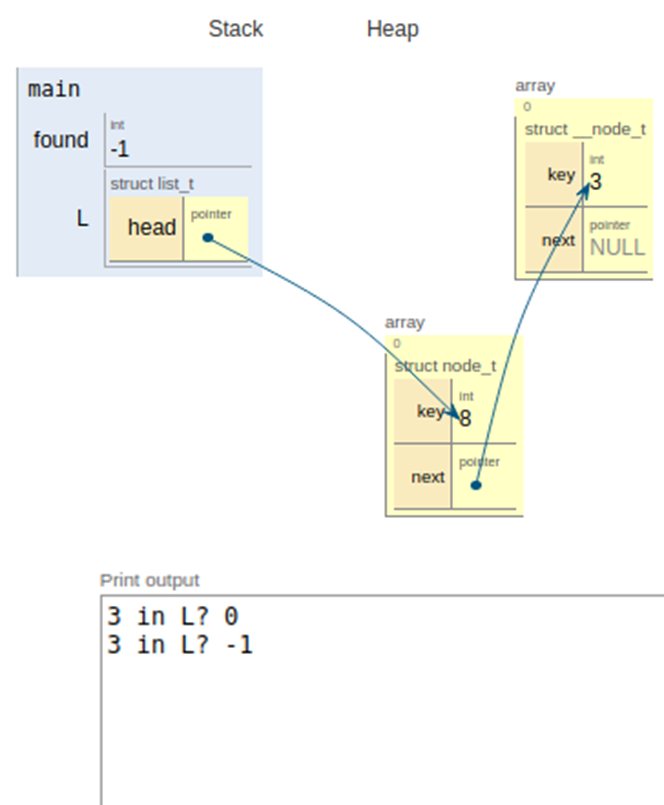 Stack
Heap
main
found
int
-1
struct list_t
L
head
pointer
array
0
struct __node_t
key
int
3
next
pointer
NULL
array
0
struct node_t
key
int
8
next
pointer
Print output
3 in L? 0
3 in L? -1